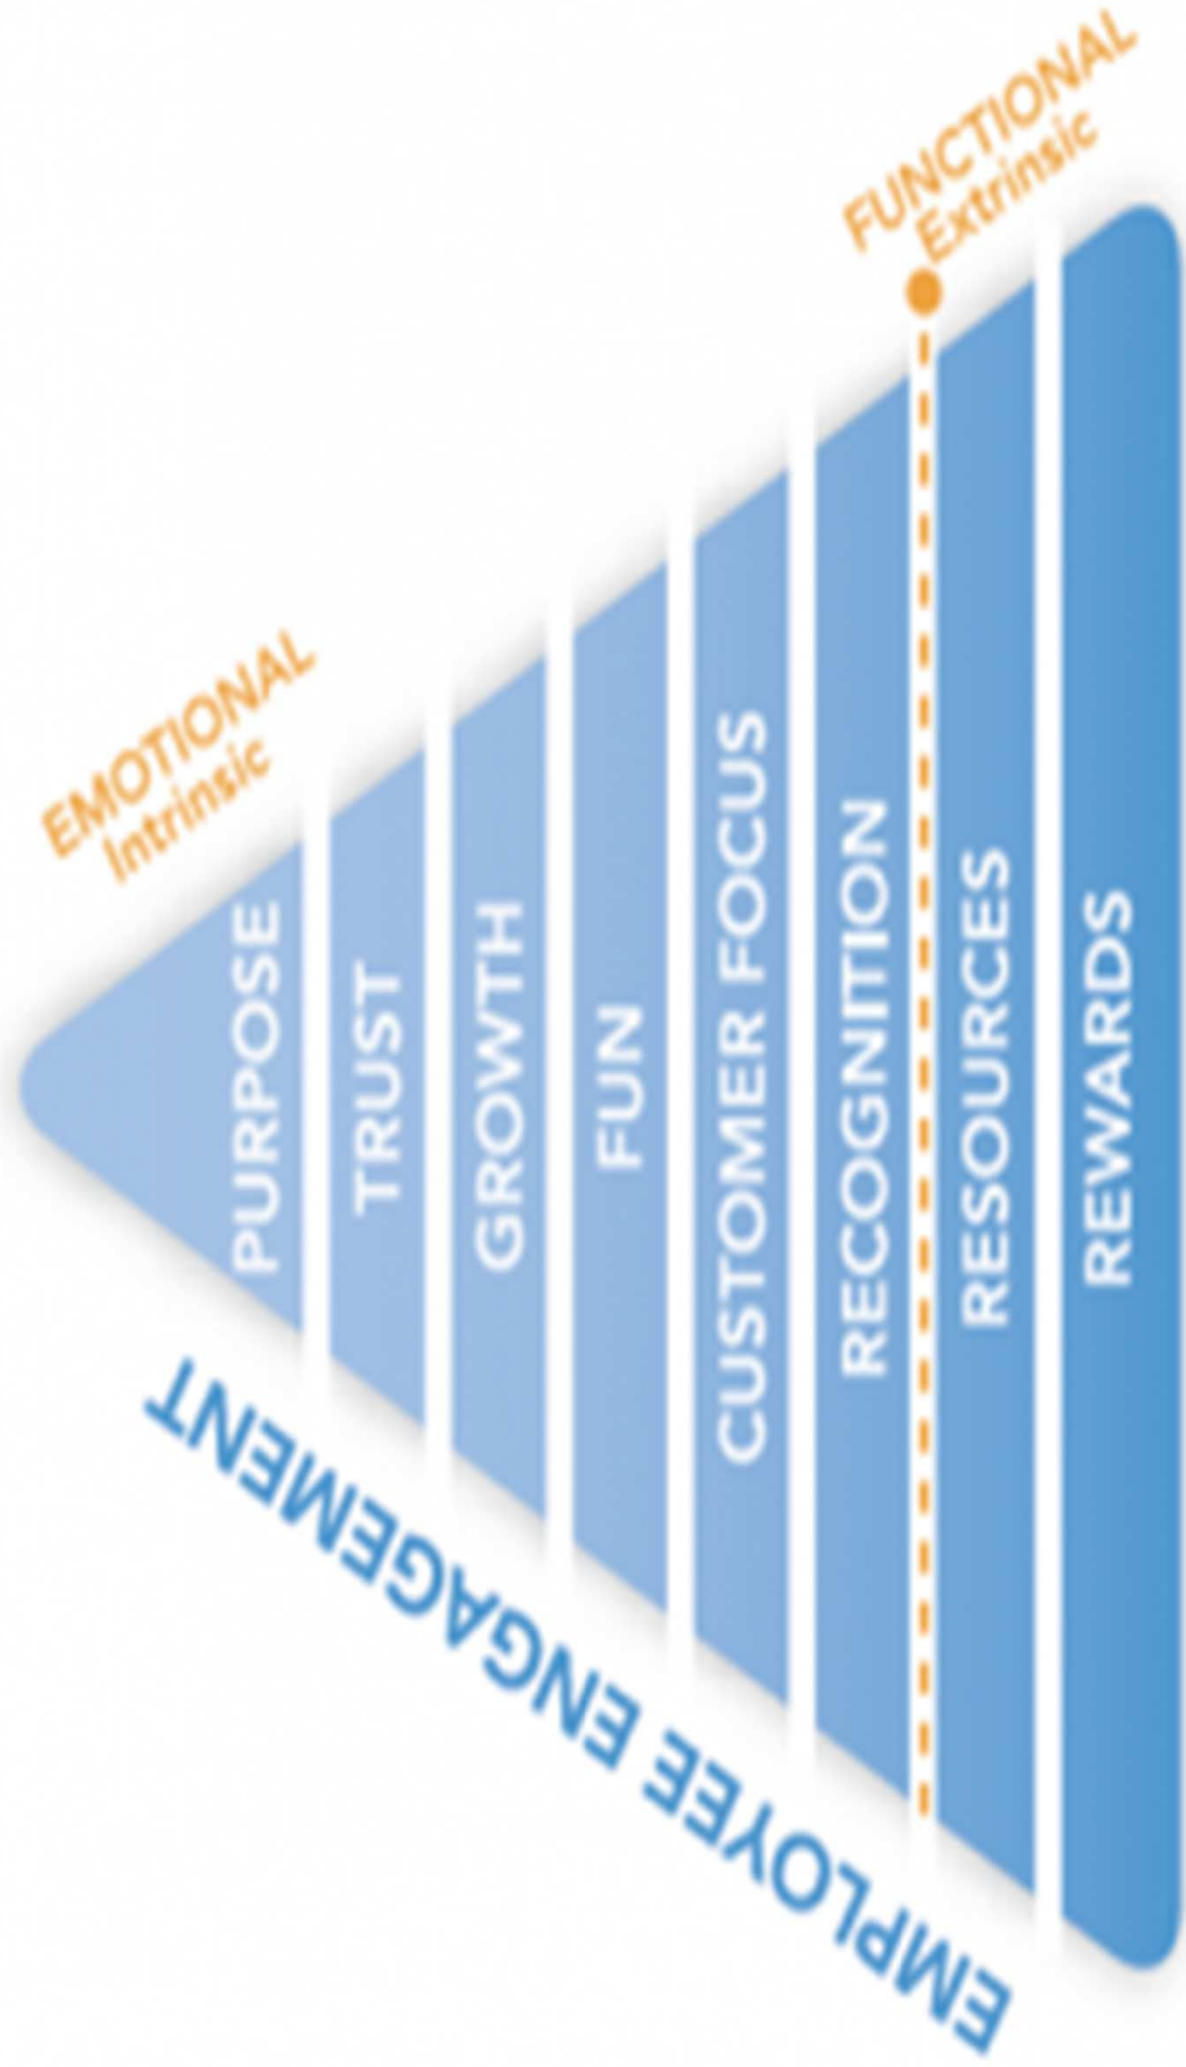 EMPLOYEE ENGAGEMENT
EMOTIONAL
Intrinsic
PURPOSE
TRUST
GROWTH
FUN
CUSTOMER FOCUS
RECOGNITION
FUNCTIONAL
Extrinsic
RESOURCES
REWARDS